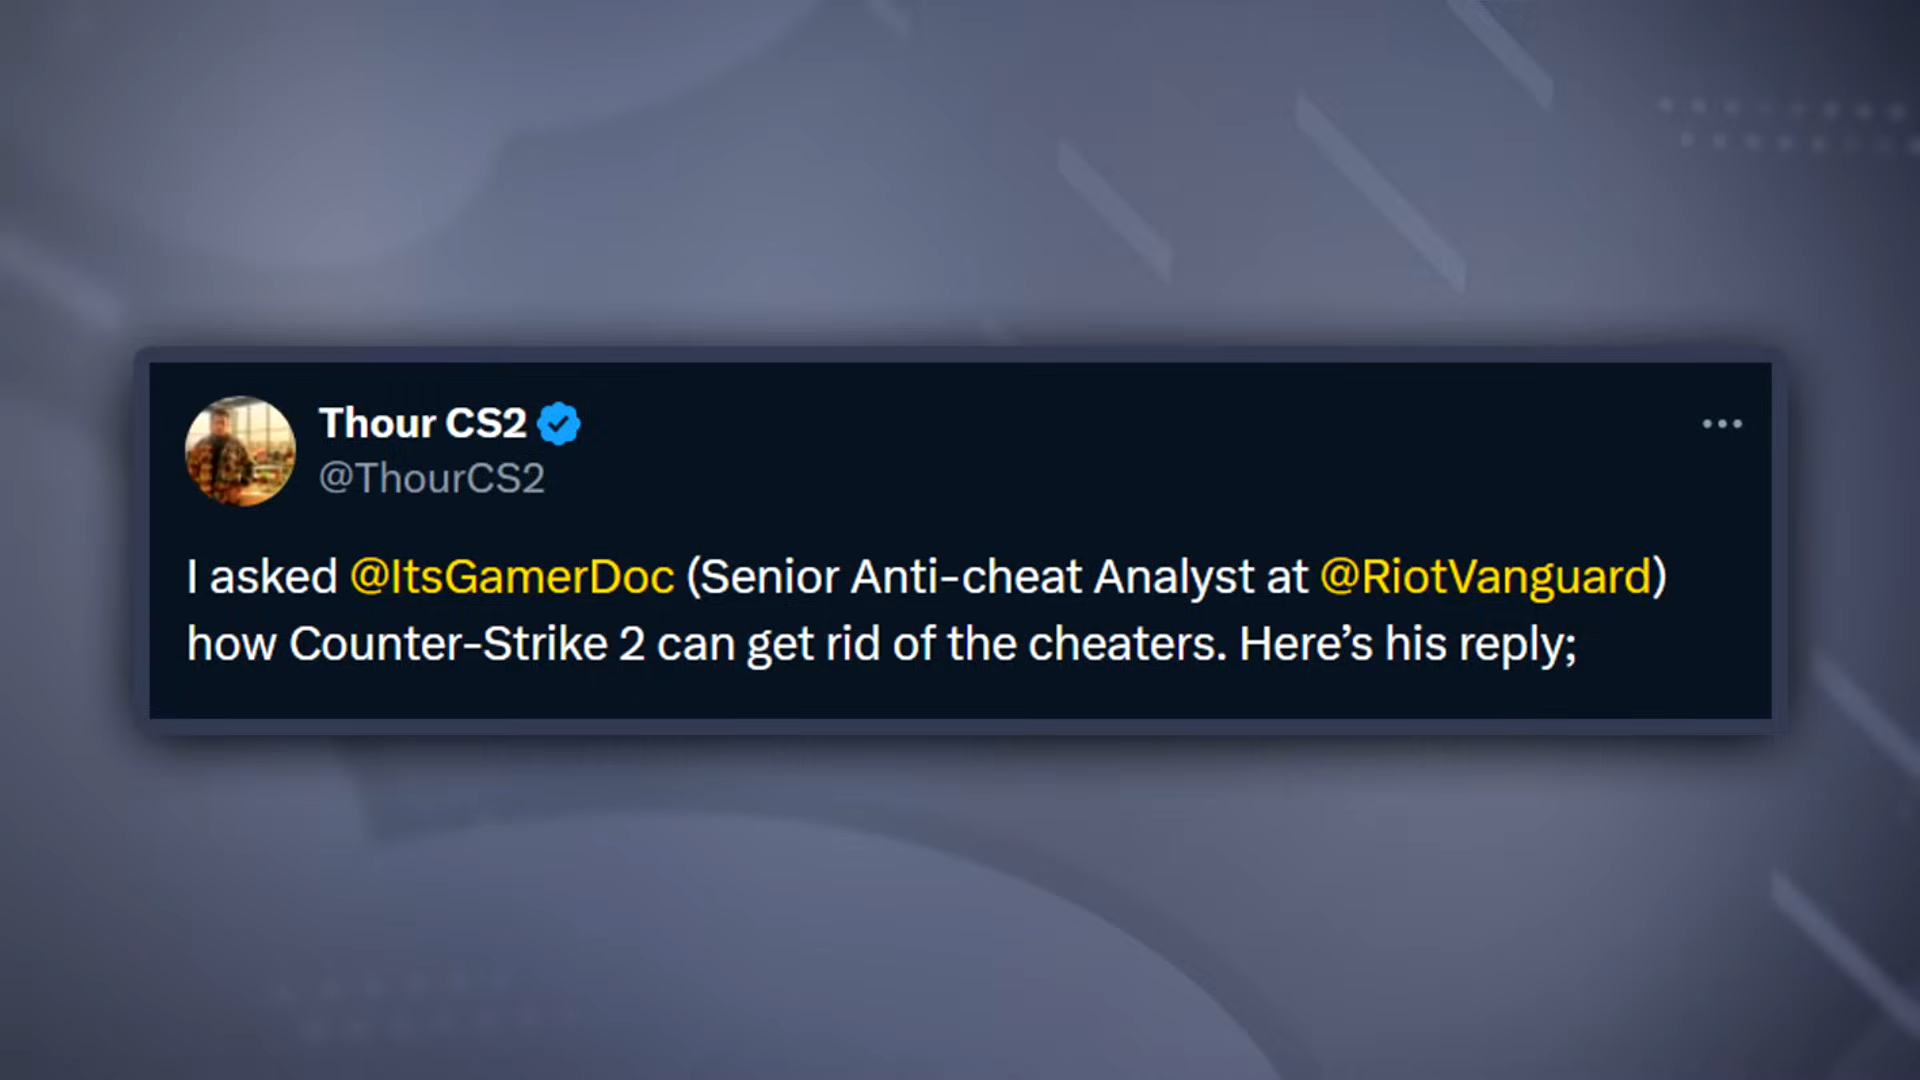 Thour CS2
@ThourCS2
I asked @ItsGamerDoc (Senior Anti-cheat Analyst at @RiotVanguard)
how Counter-Strike 2 can get rid of the cheaters. Here’s his reply;